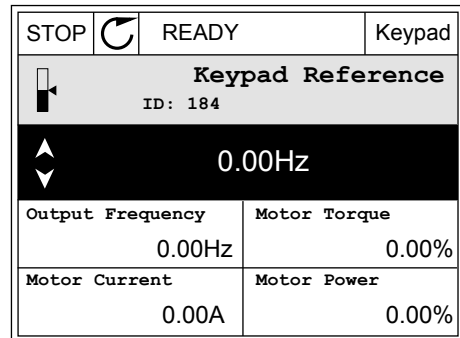 STOP READY Keypad
Keypad Reference
ID: 184
0.00Hz
Output Frequency Motor Torque
0.00Hz 0.00%
Motor Current Motor Power
0.00A 0.00%